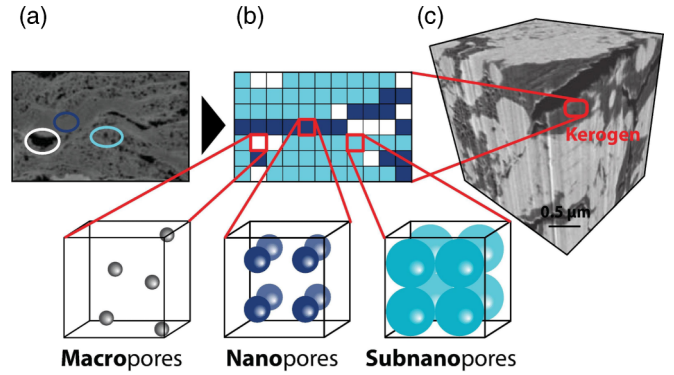 (a)
(b)
(c)
Kerogen
0.5 μm
Macropores
Nanopores
Subnanopores